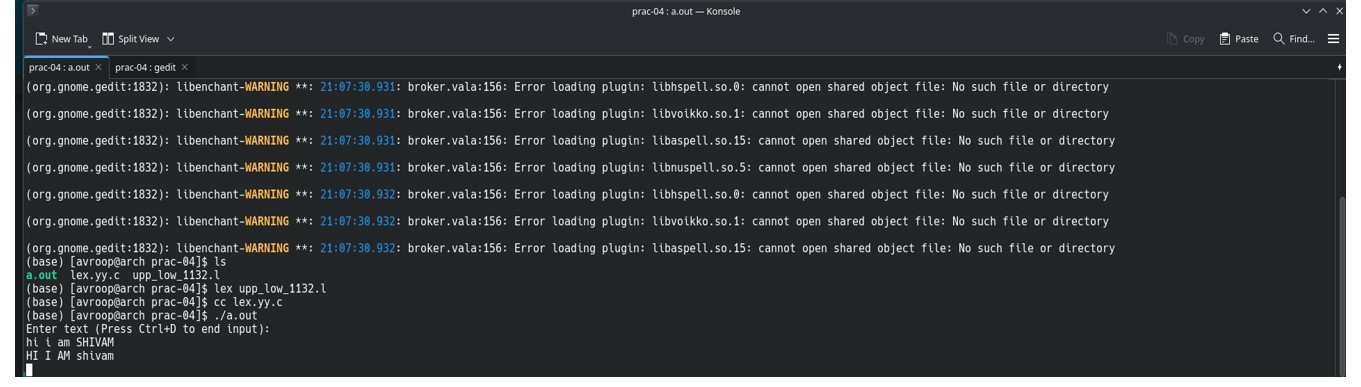 prac-04 : a.out — Konsole
New Tab Split View Copy Paste Find...
prac-04 : a.out prac-04 : gedit
(org.gnome.gedit:1832): libenchant-WARNING **: 21:07:30.931: broker.vala:156: Error loading plugin: libhspell.so.0: cannot open shared object file: No such file or directory
(org.gnome.gedit:1832): libenchant-WARNING **: 21:07:30.931: broker.vala:156: Error loading plugin: libvoikko.so.1: cannot open shared object file: No such file or directory
(org.gnome.gedit:1832): libenchant-WARNING **: 21:07:30.931: broker.vala:156: Error loading plugin: libaspell.so.15: cannot open shared object file: No such file or directory
(org.gnome.gedit:1832): libenchant-WARNING **: 21:07:30.931: broker.vala:156: Error loading plugin: libnuspell.so.5: cannot open shared object file: No such file or directory
(org.gnome.gedit:1832): libenchant-WARNING **: 21:07:30.932: broker.vala:156: Error loading plugin: libhspell.so.0: cannot open shared object file: No such file or directory
(org.gnome.gedit:1832): libenchant-WARNING **: 21:07:30.932: broker.vala:156: Error loading plugin: libvoikko.so.1: cannot open shared object file: No such file or directory
(org.gnome.gedit:1832): libenchant-WARNING **: 21:07:30.932: broker.vala:156: Error loading plugin: libaspell.so.15: cannot open shared object file: No such file or directory
(base) [avroop@arch prac-04]$ ls
a.out lex.yy.c upp_low_1132.l
(base) [avroop@arch prac-04]$ lex upp_low_1132.l
(base) [avroop@arch prac-04]$ cc lex.yy.c
(base) [avroop@arch prac-04]$ ./a.out
Enter text (Press Ctrl+D to end input):
hi i am SHIVAM
HI I AM shivam